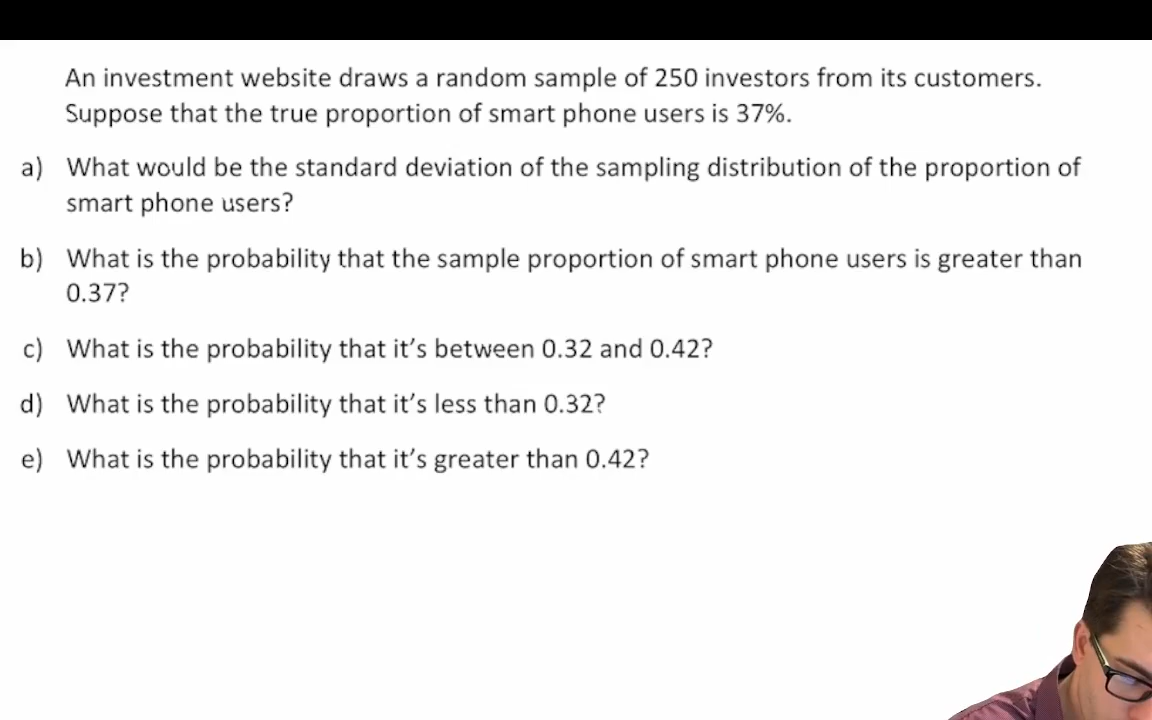 An investment website draws a random sample of 250 investors from its customers.
Suppose that the true proportion of smart phone users is 37%.
a) What would be the standard deviation of the sampling distribution of the proportion of
smart phone users?
b) What is the probability that the sample proportion of smart phone users is greater than
0.37?
c) What is the probability that it’s between 0.32 and 0.42?
d) What is the probability that it’s less than 0.32?
e) What is the probability that it’s greater than 0.42?